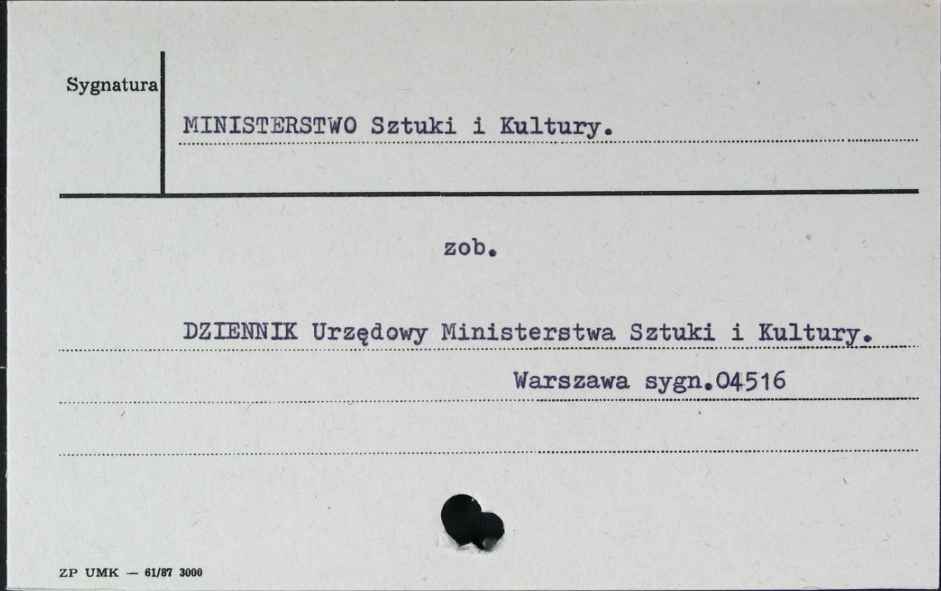 Sygnatura
MINISTERSTWO Sztuki i Kultury.
zob.
DZIENNIK Urzędowy Ministerstwa Sztuki i Kultury.
Warszawa sygn.04516
ZP UMK — 61/87 3000